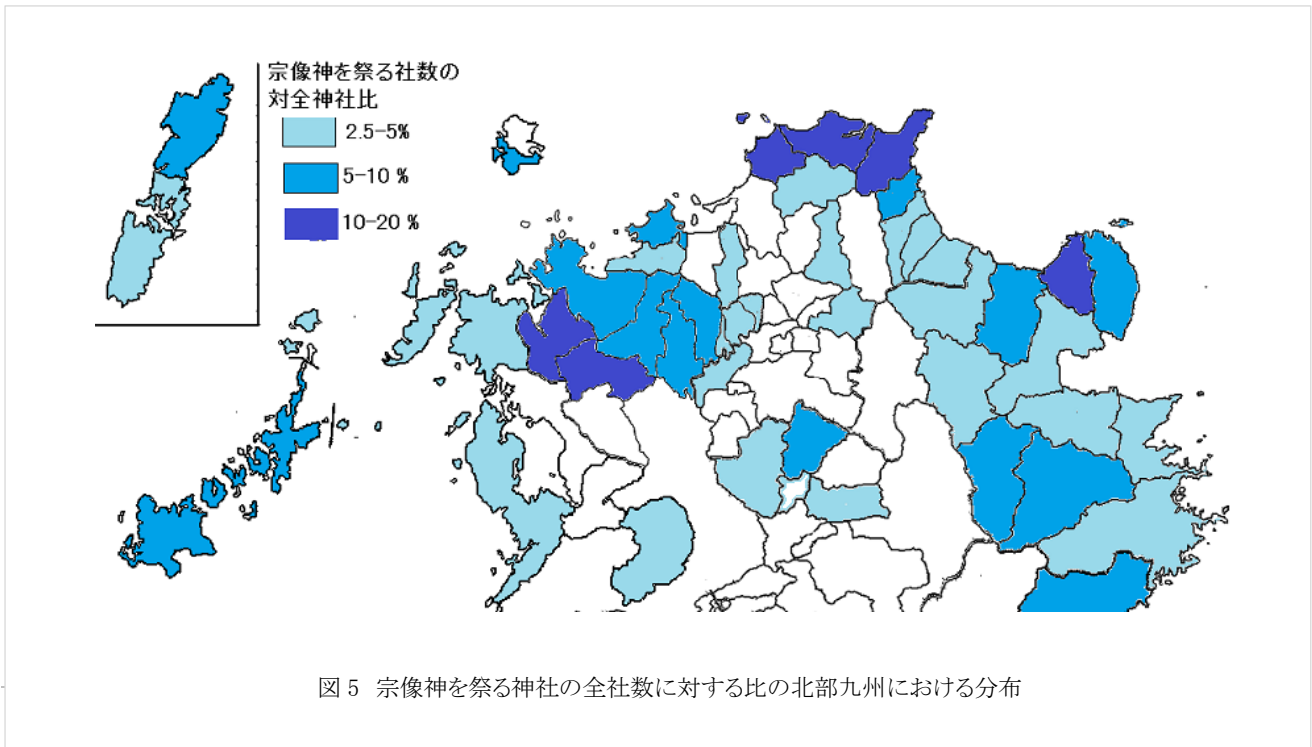 宗像神を祭る社数の
対全神社比
2.5-5%
5-10 %
10-20 %
図 5 宗像神を祭る神社の全社数に対する比の北部九州における分布